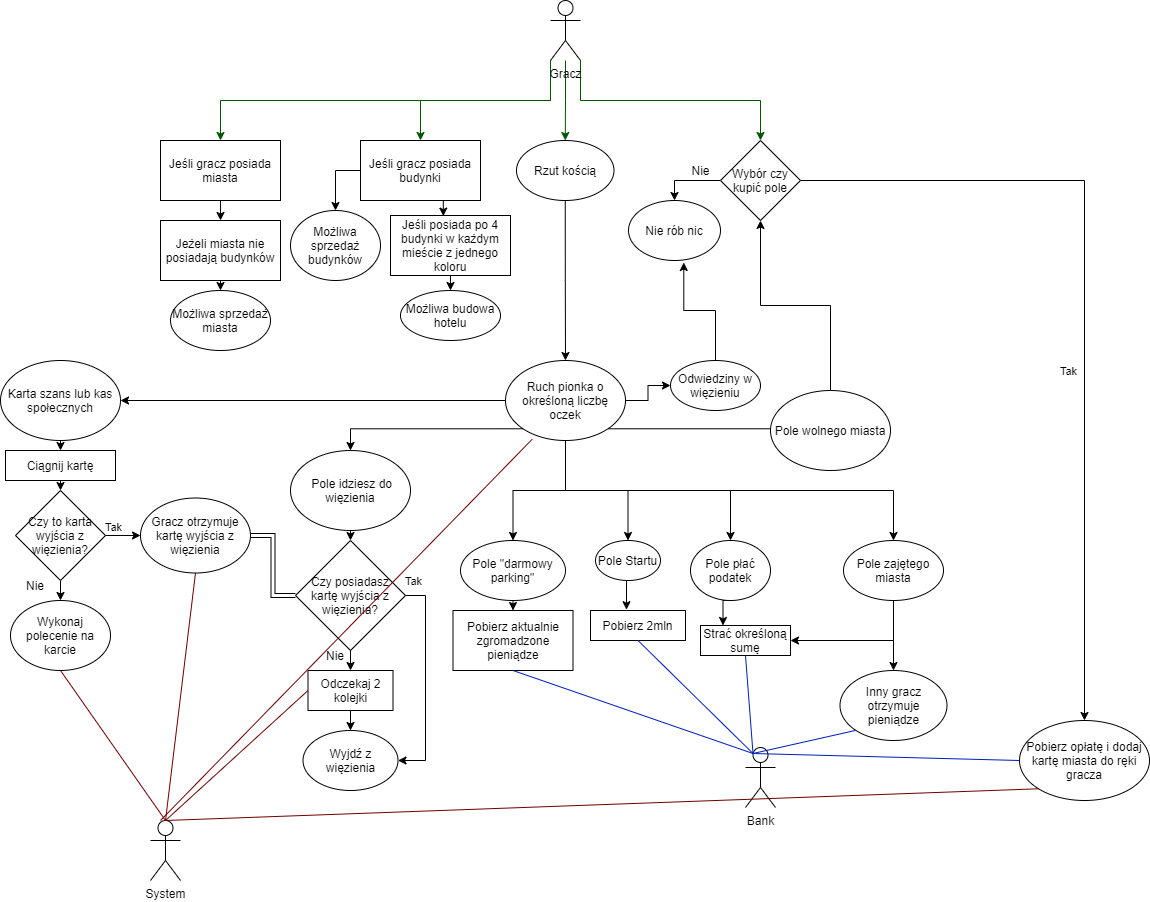 Gracz
Jeśli gracz posiada
miasta
Jeśli gracz posiada
budynki
Rzut kością
Nie
Wybór czy
kupić pole
Jeżeli miasta nie
posiadają budynków
Możliwa
sprzedaż
budynków
Jeśli posiada po 4
budynki w każdym
mieście z jednego
koloru
Nie rób nic
Możliwa sprzedaż
miasta
Możliwa budowa
hotelu
Tak
Karta szans lub kas
społecznych
Ruch pionka o
określoną liczbę
oczek
Odwiedziny w
więzieniu
Pole wolnego miasta
Ciągnij kartę
Pole idziesz do
więzienia
Czy to karta
wyjścia z
więzienia?
Tak
Gracz otrzymuje
kartę wyjścia z
więzienia
Nie
Czy posiadasz
kartę wyjścia z
więzienia?
Tak
Nie
Pole "darmowy
parking"
Pole Startu
Pole płać
podatek
Pole zajętego
miasta
Wykonaj
polecenie na
karcie
Pobierz aktualnie
zgromadzone
pieniądze
Pobierz 2mln
Strać określoną
sumę
Odczekaj 2
kolejki
Inny gracz
otrzymuje
pieniądze
Wyjdź z
więzienia
Pobierz opłatę i dodaj
kartę miasta do ręki
gracza
Bank
System